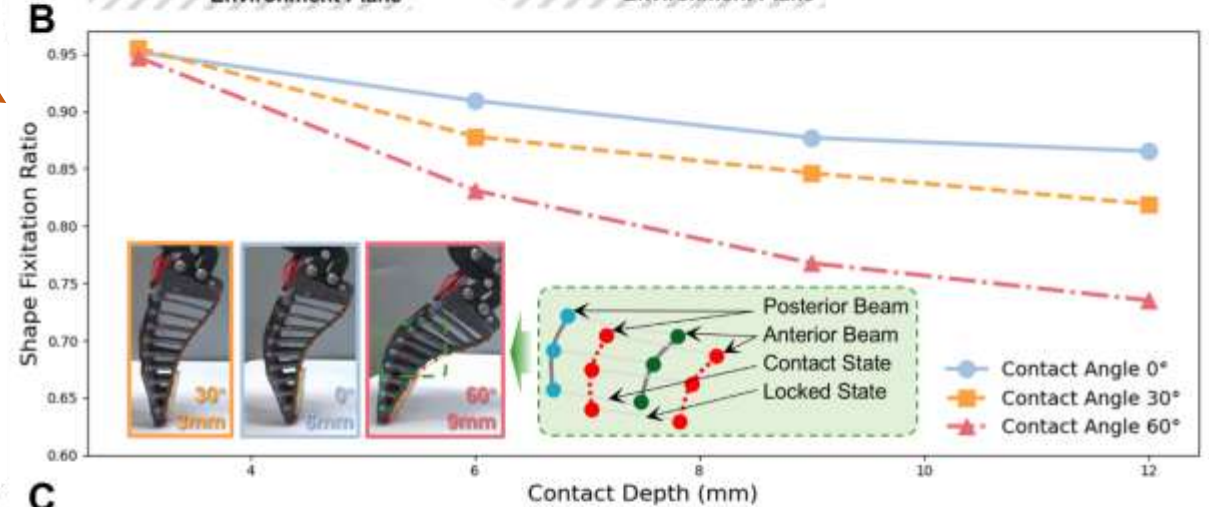 B
0.95
0.90
0.85
0.80
0.75
0.70
0.65
0.60
Shape Fixitation Ratio
30°
3mm
0°
6mm
60°
9mm
Posterior Beam
Anterior Beam
Contact State
Locked State
Contact Angle 0°
Contact Angle 30°
Contact Angle 60°
4
6
8
10
12
Contact Depth (mm)
C